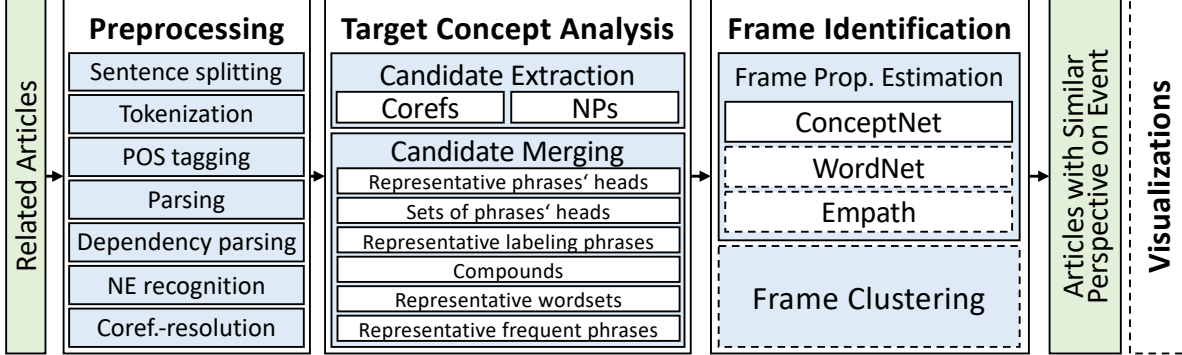 Related Articles
Preprocessing
Sentence splitting
Tokenization
POS tagging
Parsing
Dependency parsing
NE recognition
Coref.-resolution
Target Concept Analysis
Candidate Extraction
Corefs
NPs
Candidate Merging
Representative phrases‘ heads
Sets of phrases‘ heads
Representative labeling phrases
Compounds
Representative wordsets
Representative frequent phrases
Frame Identification
Frame Prop. Estimation
ConceptNet
WordNet
Empath
Frame Clustering
Articles with Similar
Perspective on Event
Visualizations